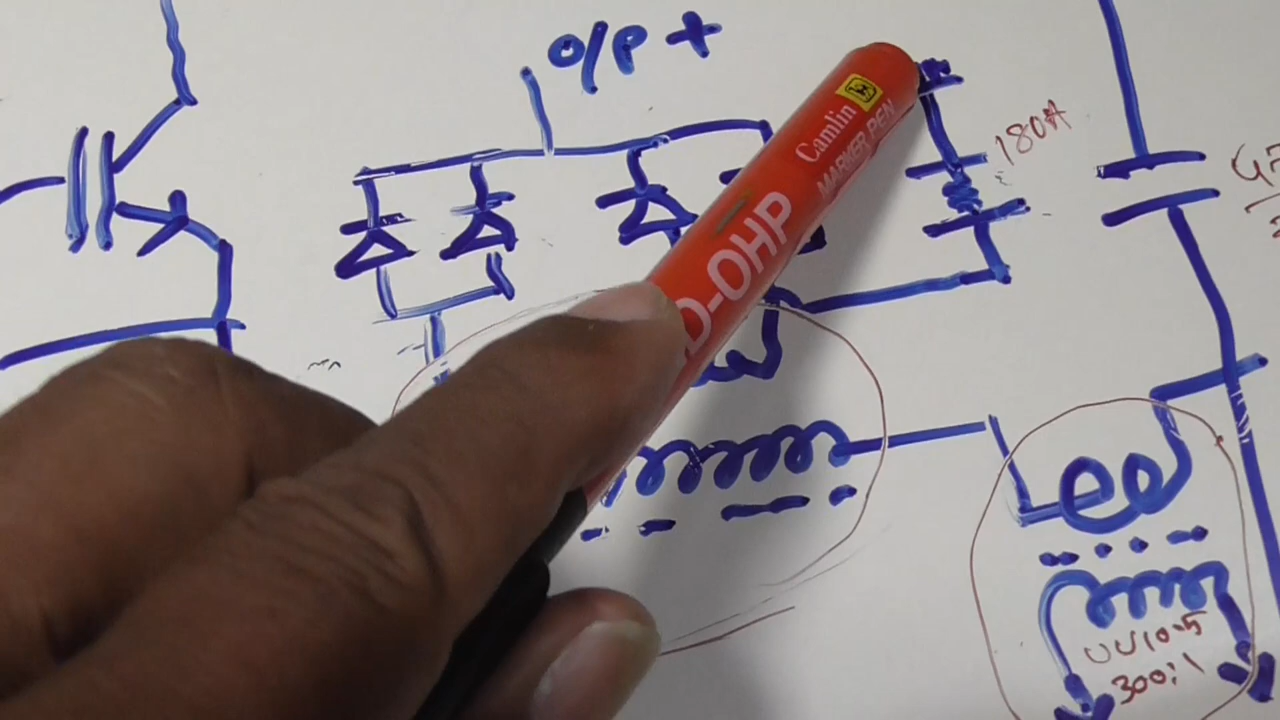 O/P +
Camlin
MARKER PEN
D-OHP
180A
UU10.5
300:1